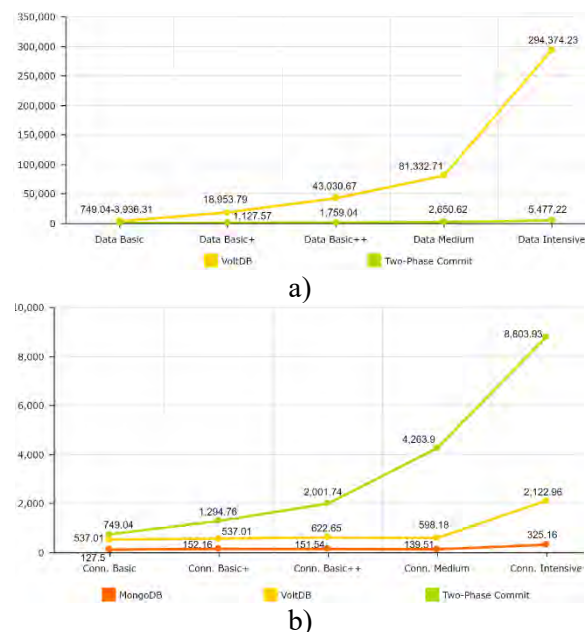 350,000
300,000
294,374.23
250,000
200,000
150,000
100,000
81,332.71
50,000
749.04-3,936.31
18,953.79
43,030.67
1,127.57
1,759.04
2,650.62
5,477.22
0
Data Basic
Data Basic+
Data Basic++
Data Medium
Data Intensive
VoltDB
Two-Phase Commit
a)
10,000
8,803.93
8,000
6,000
4,263.9
4,000
2,001.74
2,122.96
2,000
1,294.76
749.04
537.01
537.01
622.65
598.18
325.16
127.5
152.16
151.54
139.51
0
Conn. Basic
Conn. Basic+
Conn. Basic++
Conn. Medium
Conn. Intensive
MongoDB
VoltDB
Two-Phase Commit
b)